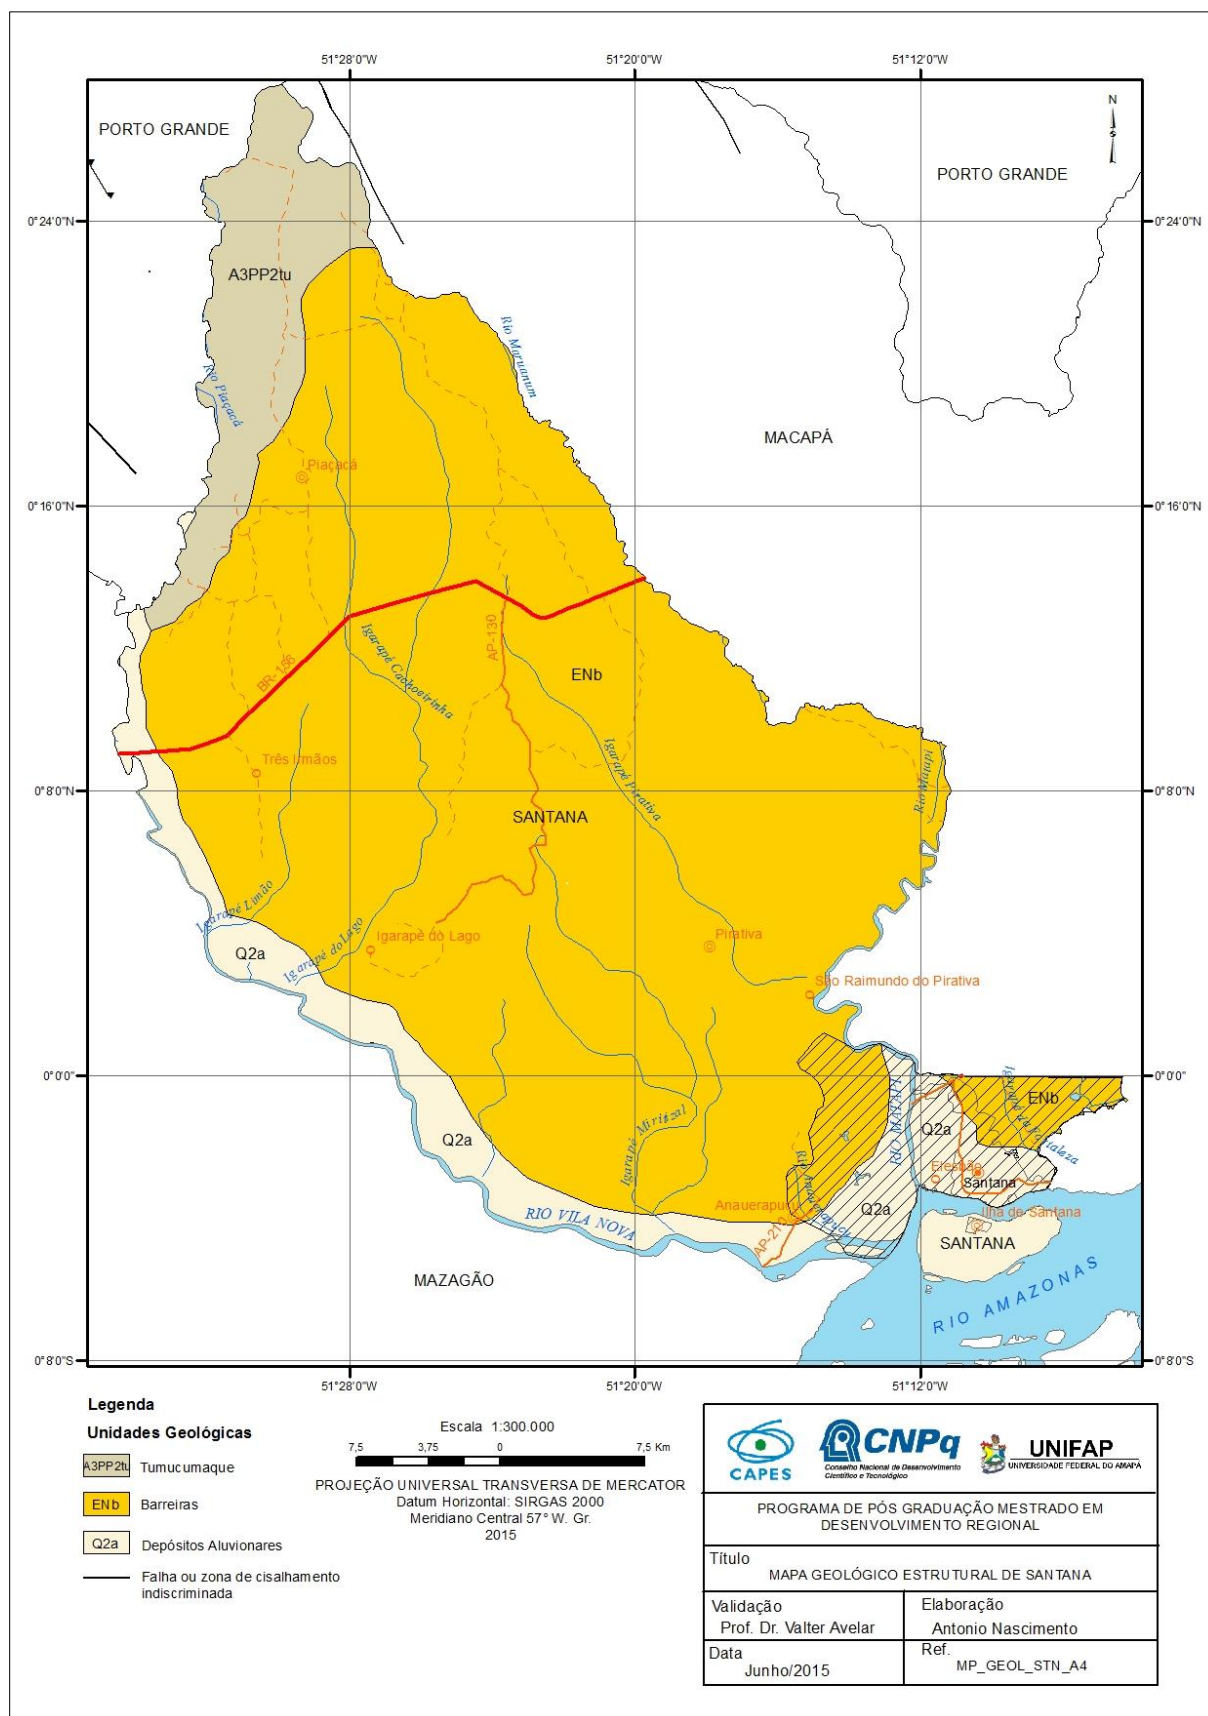 51°28'0"W
51°20'0"W
51°12'0"W
N
PORTO GRANDE
PORTO GRANDE
0°24'0"N
0°24'0"N
A3PP2tu
Rio Maruanum
Rio Piaçacá
MACAPÁ
Piaçacá
0°16'0"N
0°16'0"N
AP-130
Igarapé Cachoeirinha
BR-156
ENb
Três Irmãos
Igarapé Pirativa
Rio Matapi
0°8'0"N
0°8'0"N
SANTANA
Igarapé Limão
Igarapé do Lago
Igarapé do Lago
Pirativa
Q2a
São Raimundo do Pirativa
0°0'0"
0°0'0"
RIO MATAPI
Igarapé da Fortaleza
ENb
Q2a
Q2a
Igarapé Miritizal
Elesbão
Santana
Rio Anauerapucu
Anauerapucu
Q2a
Ilha de Santana
RIO VILA NOVA
AP-210
SANTANA
MAZAGÃO
RIO AMAZONAS
0°8'0"S
0°8'0"S
51°28'0"W
51°20'0"W
51°12'0"W
Legenda
Unidades Geológicas
A3PP2tu Tumucumaque
ENb Barreiras
Q2a Depósitos Aluvionares
Falha ou zona de cisalhamento
indiscriminada
Escala 1:300.000
7,5 3,75 0 7,5 Km
PROJEÇÃO UNIVERSAL TRANSVERSA DE MERCATOR
Datum Horizontal: SIRGAS 2000
Meridiano Central 57° W. Gr.
2015
CAPES
CNPq
Conselho Nacional de Desenvolvimento
Científico e Tecnológico
UNIFAP
UNIVERSIDADE FEDERAL DO AMAPÁ
PROGRAMA DE PÓS GRADUAÇÃO MESTRADO EM
DESENVOLVIMENTO REGIONAL
Título
MAPA GEOLÓGICO ESTRUTURAL DE SANTANA
Validação
Prof. Dr. Valter Avelar
Elaboração
Antonio Nascimento
Data
Junho/2015
Ref.
MP_GEOL_STN_A4